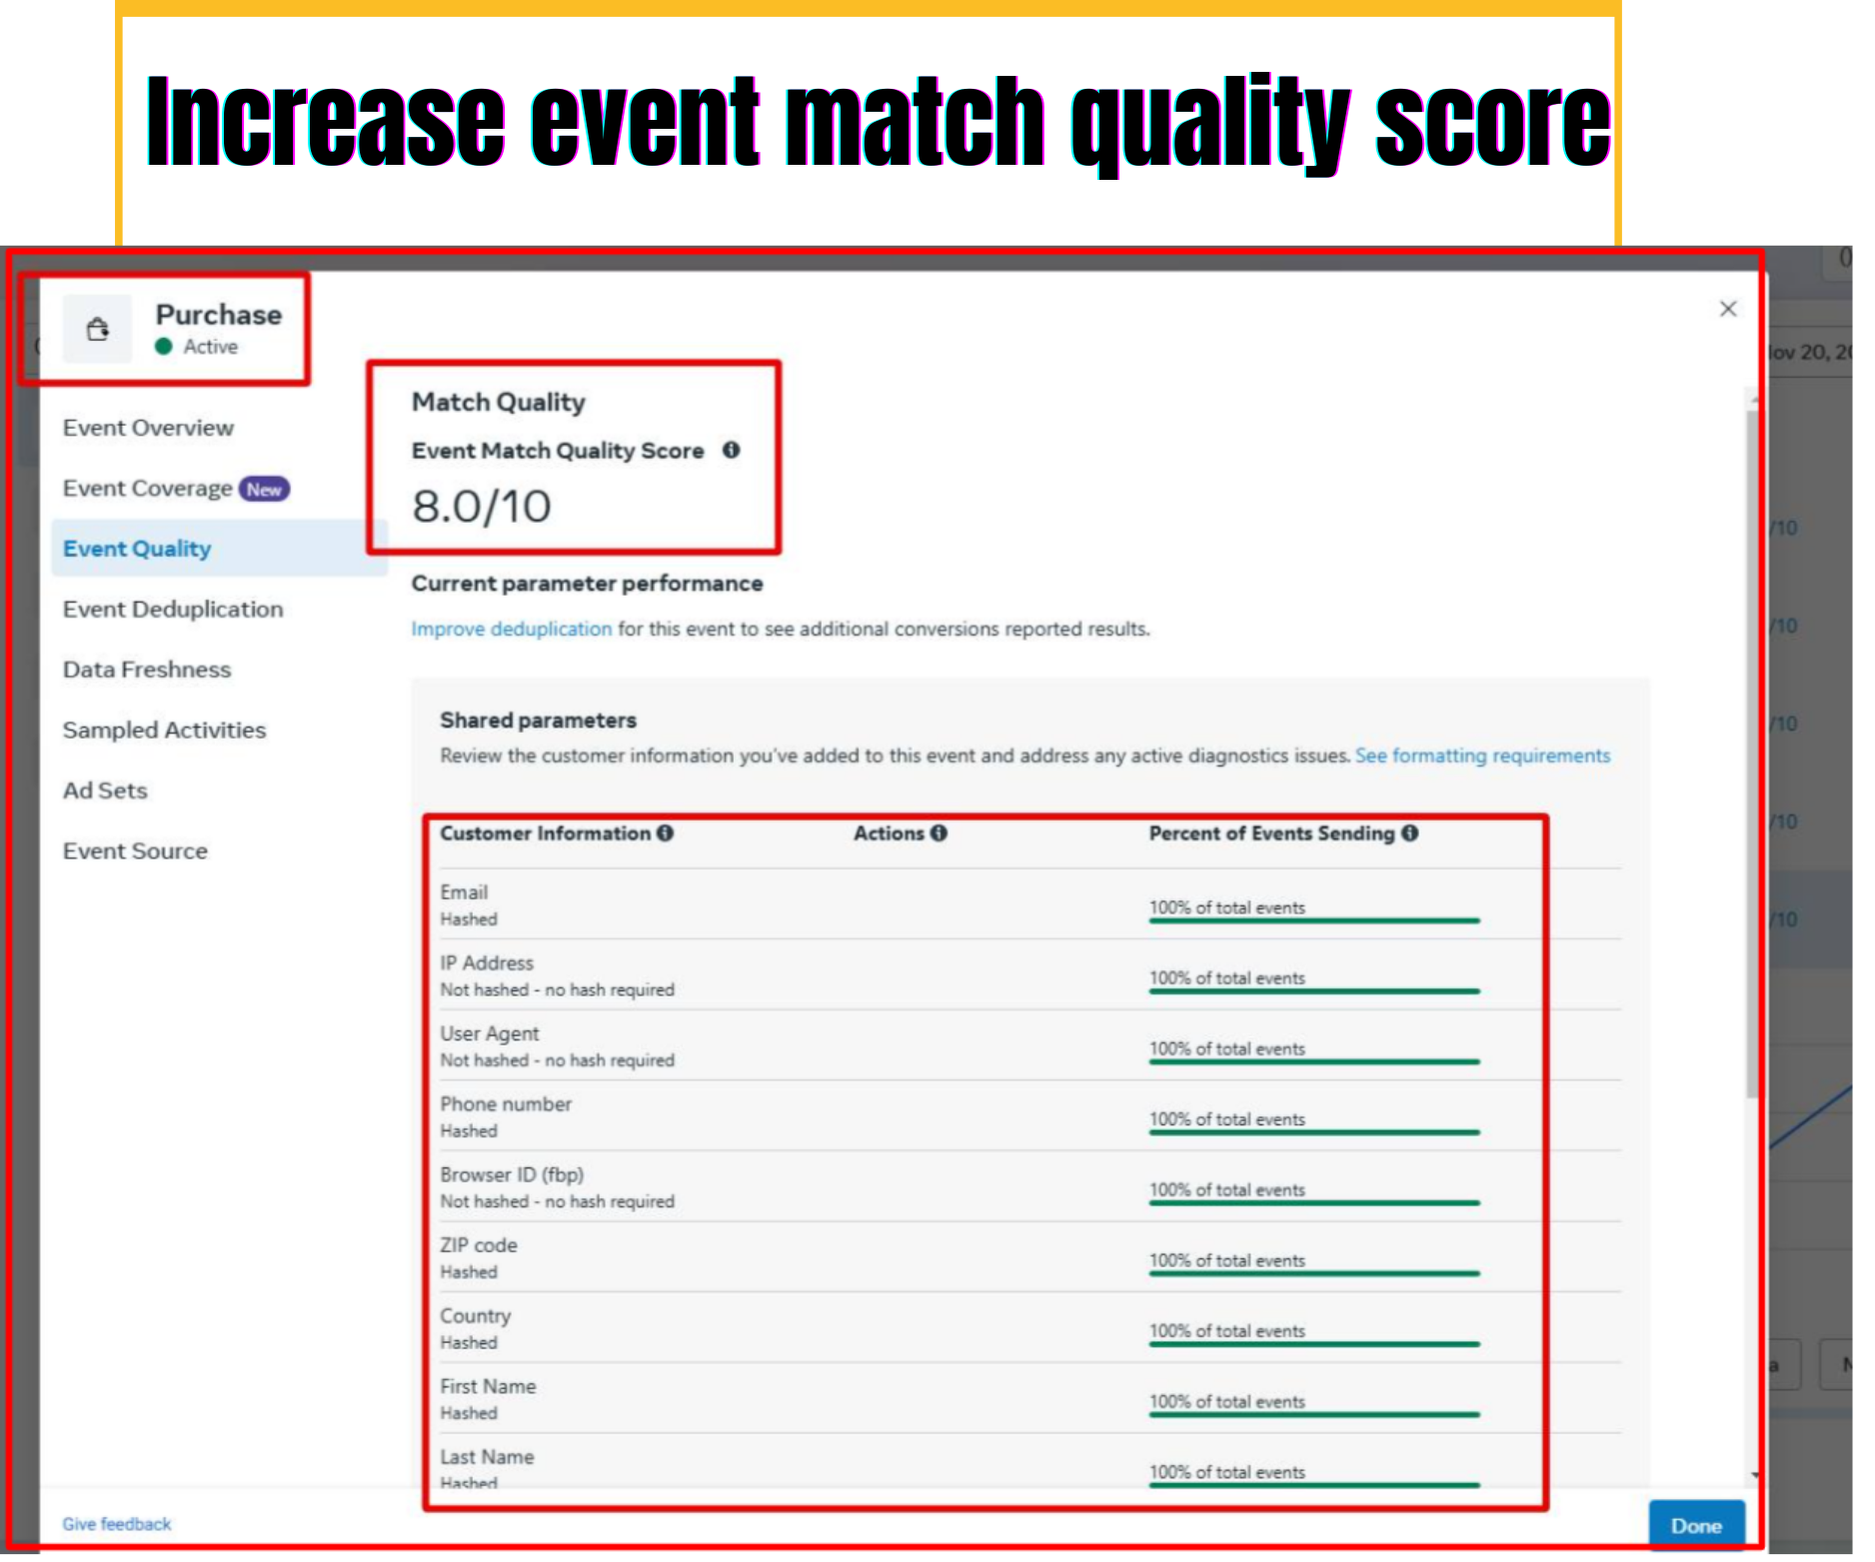 Increase event match quality score
Purchase
Active
Event Overview
Event Coverage New
Event Quality
Event Deduplication
Data Freshness
Sampled Activities
Ad Sets
Event Source
Match Quality
Event Match Quality Score
8.0/10
Current parameter performance
Improve deduplication for this event to see additional conversions reported results.
Shared parameters
Review the customer information you've added to this event and address any active diagnostics issues. See formatting requirements
Customer Information Actions Percent of Events Sending
Email
Hashed
100% of total events
IP Address
Not hashed - no hash required
100% of total events
User Agent
Not hashed - no hash required
100% of total events
Phone number
Hashed
100% of total events
Browser ID (fbp)
Not hashed - no hash required
100% of total events
ZIP code
Hashed
100% of total events
Country
Hashed
100% of total events
First Name
Hashed
100% of total events
Last Name
Hashed
100% of total events
Give feedback
Done
/10
/10
/10
/10
/10